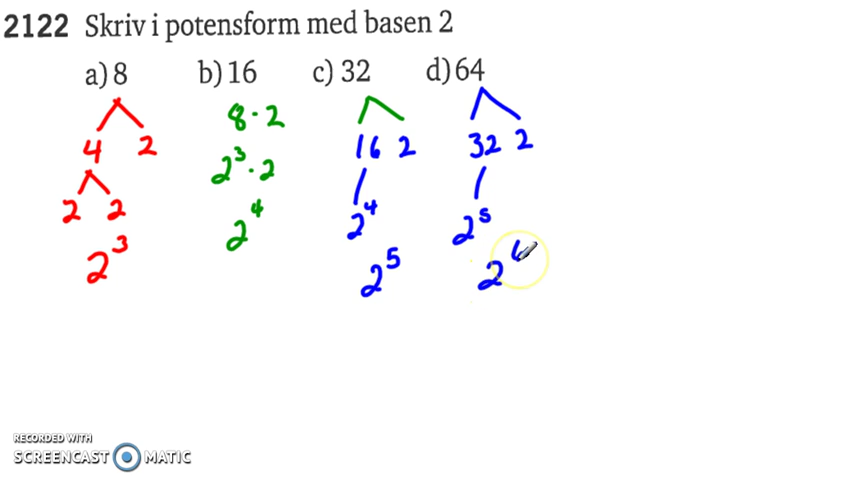 2122 Skriv i potensform med basen 2
a) 8 b) 16 c) 32 d) 64
8 · 2
4 2 16 2 32 2
2³ · 2
2 2 2⁴ 2⁴ 2⁵
2³ 2⁵ 2⁶
RECORDED WITH
SCREENCAST MATIC